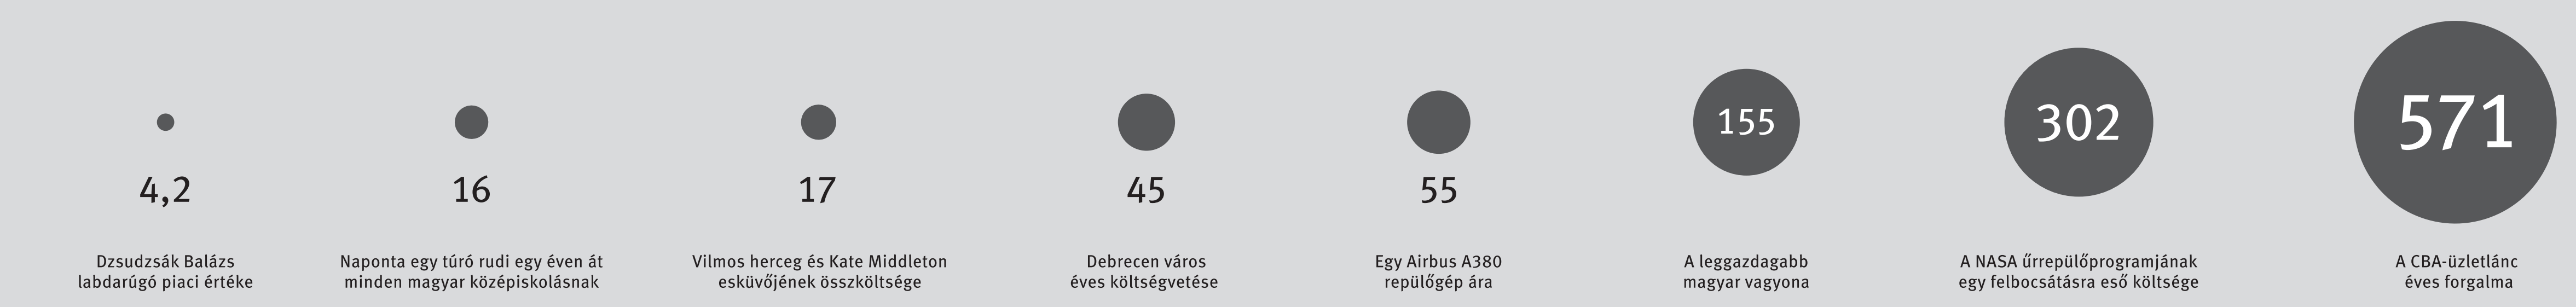 4,2
Dzsudzsák Balázs
labdarúgó piaci értéke
16
Naponta egy túró rudi egy éven át
minden magyar középiskolásnak
17
Vilmos herceg és Kate Middleton
esküvőjének összköltsége
45
Debrecen város
éves költségvetése
55
Egy Airbus A380
repülőgép ára
155
A leggazdagabb
magyar vagyona
302
A NASA űrrepülőprogramjának
egy felbocsátásra eső költsége
571
A CBA-üzletlánc
éves forgalma